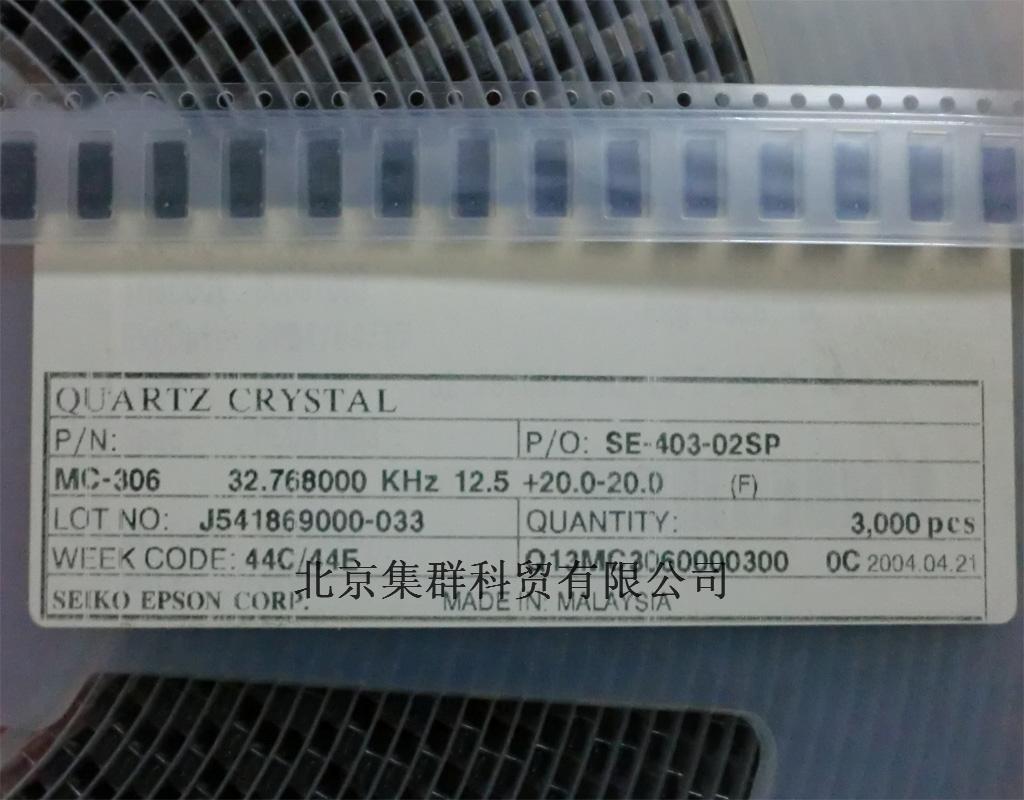 QUARTZ CRYSTAL
P/N: P/O: SE-403-02SP
MC-306 32.768000 KHz 12.5 +20.0-20.0 (F)
LOT NO: J541869000-033 QUANTITY: 3,000 pcs
WEEK CODE: 44C/44E Q13MC3060000300 0C 2004.04.21
北京集群科贸有限公司
SEIKO EPSON CORP. MADE IN: MALAYSIA